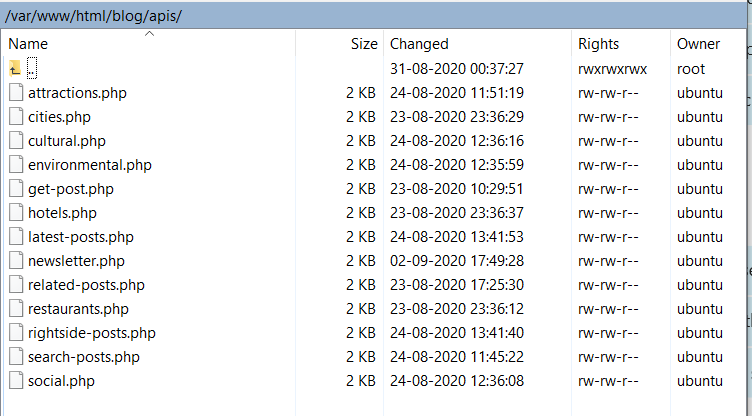 /var/www/html/blog/apis/
Name Size Changed Rights Owner
.. 31-08-2020 00:37:27 rwxrwxrwx root
attractions.php 2 KB 24-08-2020 11:51:19 rw-rw-r-- ubuntu
cities.php 2 KB 23-08-2020 23:36:29 rw-rw-r-- ubuntu
cultural.php 2 KB 24-08-2020 12:36:16 rw-rw-r-- ubuntu
environmental.php 2 KB 24-08-2020 12:35:59 rw-rw-r-- ubuntu
get-post.php 2 KB 23-08-2020 10:29:51 rw-rw-r-- ubuntu
hotels.php 2 KB 23-08-2020 23:36:37 rw-rw-r-- ubuntu
latest-posts.php 2 KB 24-08-2020 13:41:53 rw-rw-r-- ubuntu
newsletter.php 2 KB 02-09-2020 17:49:28 rw-rw-r-- ubuntu
related-posts.php 2 KB 23-08-2020 17:25:30 rw-rw-r-- ubuntu
restaurants.php 2 KB 23-08-2020 23:36:12 rw-rw-r-- ubuntu
rightside-posts.php 2 KB 24-08-2020 13:41:40 rw-rw-r-- ubuntu
search-posts.php 2 KB 24-08-2020 11:45:22 rw-rw-r-- ubuntu
social.php 2 KB 24-08-2020 12:36:08 rw-rw-r-- ubuntu